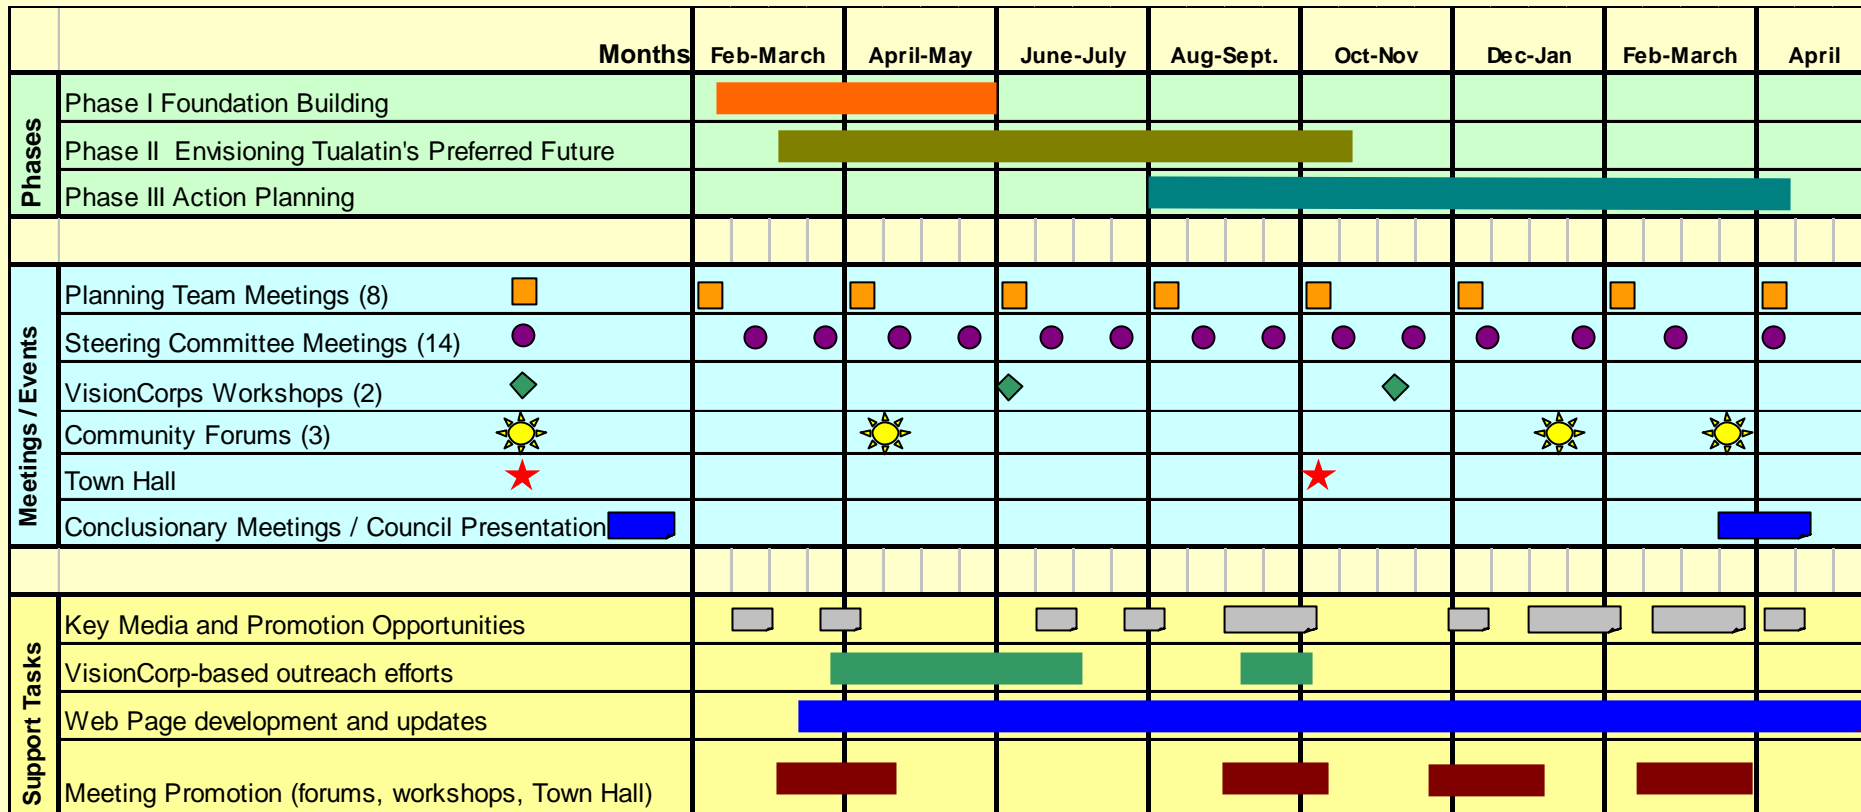 Months Feb-March April-May June-July Aug-Sept. Oct-Nov Dec-Jan Feb-March April
Phases
Phase I Foundation Building
Phase II Envisioning Tualatin's Preferred Future
Phase III Action Planning
Meetings / Events
Planning Team Meetings (8)
Steering Committee Meetings (14)
VisionCorps Workshops (2)
Community Forums (3)
Town Hall
Conclusionary Meetings / Council Presentation
Support Tasks
Key Media and Promotion Opportunities
VisionCorp-based outreach efforts
Web Page development and updates
Meeting Promotion (forums, workshops, Town Hall)